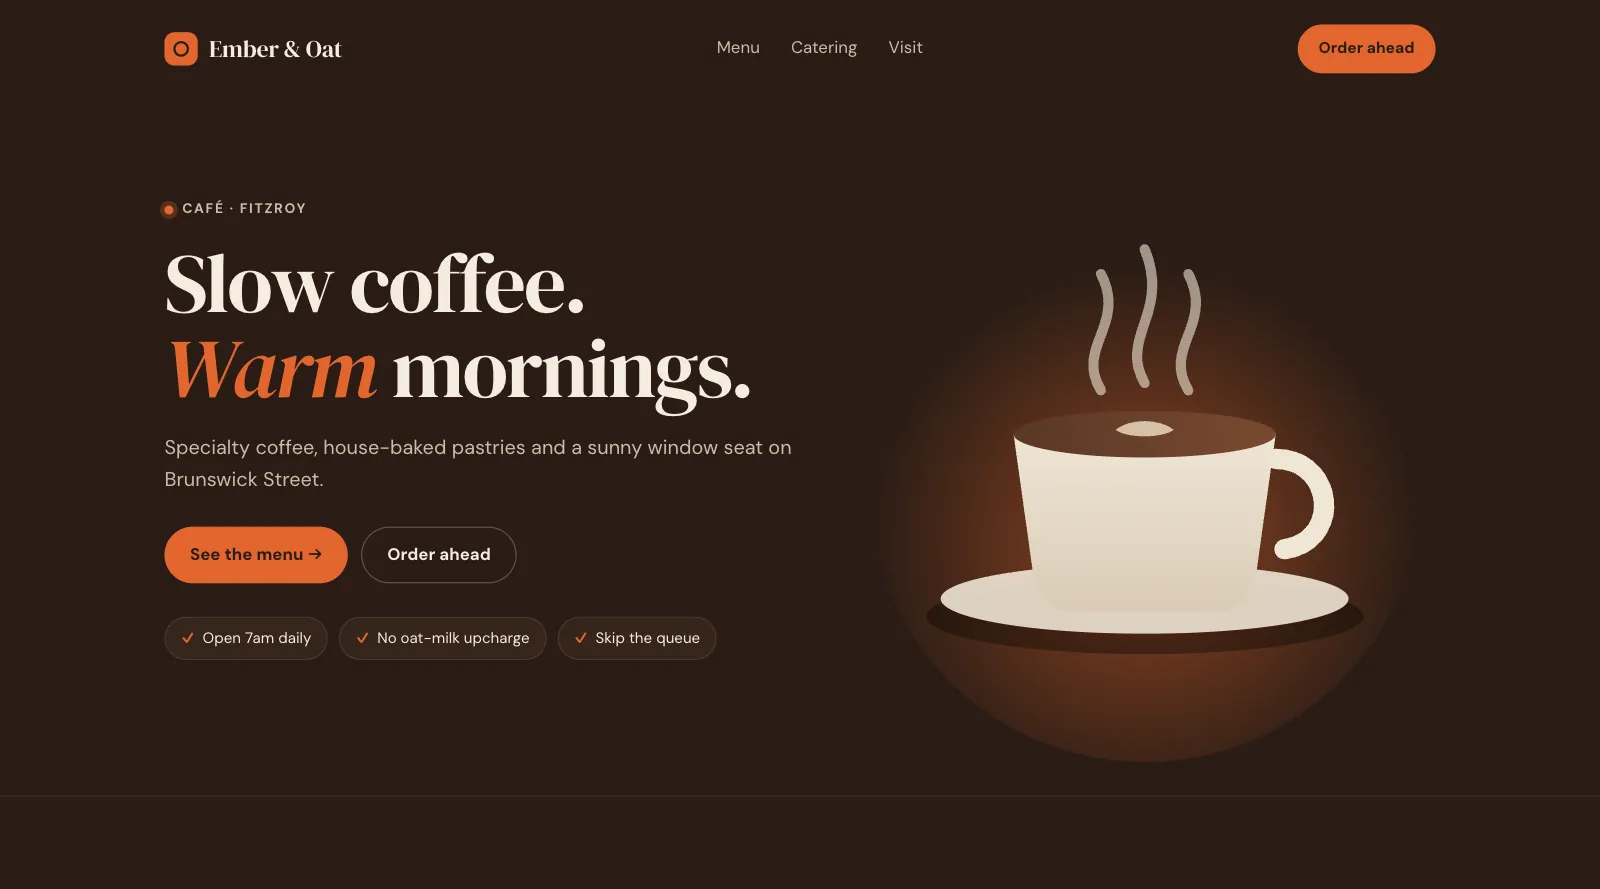 Ember & Oat
Menu
Catering
Visit
Order ahead
CAFÉ · FITZROY
Slow coffee.
Warm mornings.
Specialty coffee, house-baked pastries and a sunny window seat on
Brunswick Street.
See the menu →
Order ahead
✓ Open 7am daily
✓ No oat-milk upcharge
✓ Skip the queue